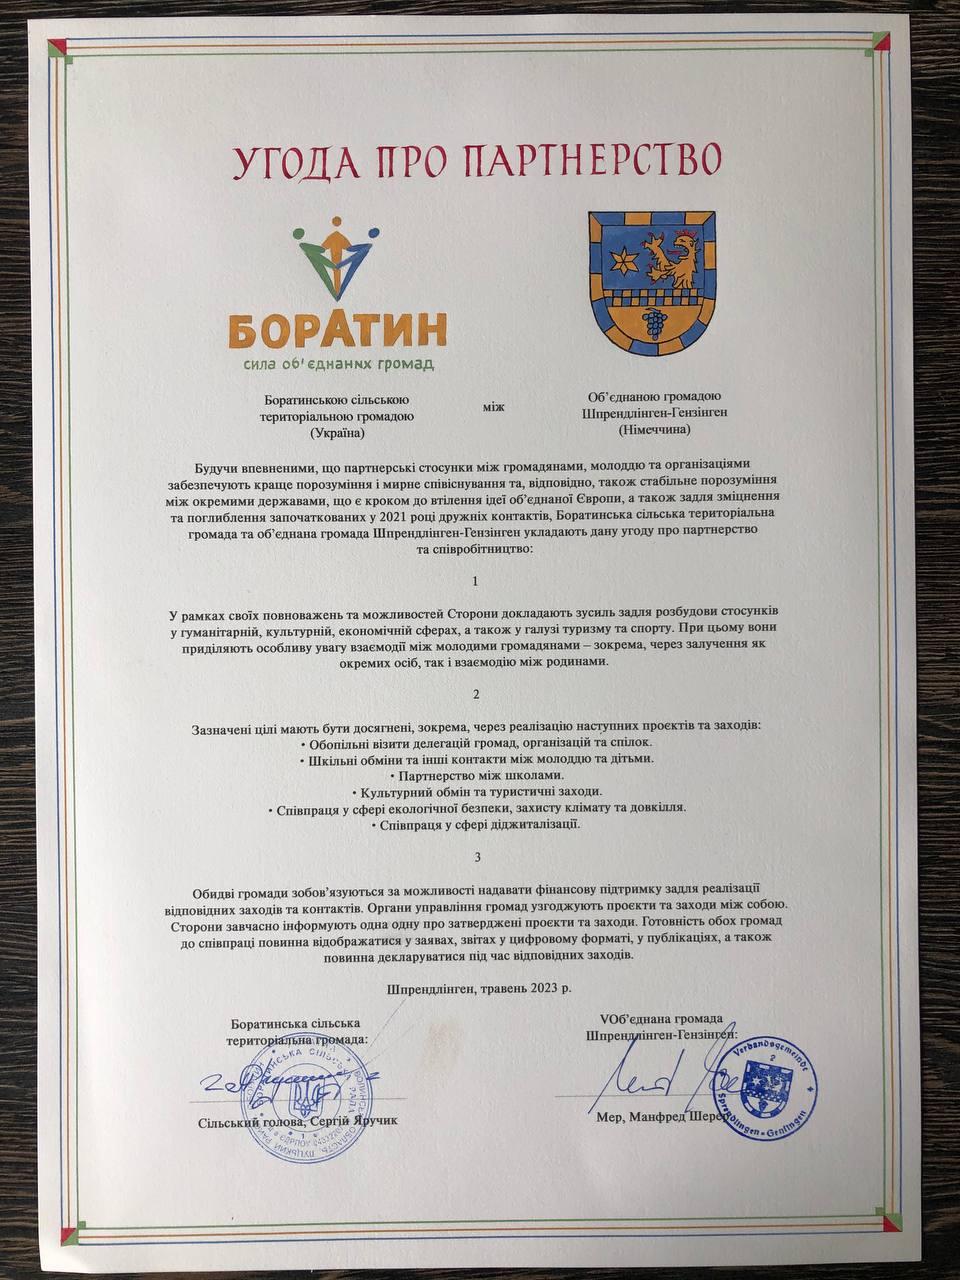 УГОДА ПРО ПАРТНЕРСТВО
БОРАТИН
сила об'єднаних громад
Боратинською сільською
територіальною громадою
(Україна)
між
Об’єднаною громадою
Шпрендлінген-Гензінген
(Німеччина)
Будучи впевненими, що партнерські стосунки між громадянами, молоддю та організаціями
забезпечують краще порозуміння і мирне співіснування та, відповідно, також стабільне порозуміння
між окремими державами, що є кроком до втілення ідеї об’єднаної Європи, а також задля зміцнення
та поглиблення започаткованих у 2021 році дружніх контактів, Боратинська сільська територіальна
громада та об’єднана громада Шпрендлінген-Гензінген укладають дану угоду про партнерство
та співробітництво:
1
У рамках своїх повноважень та можливостей Сторони докладають зусиль задля розбудови стосунків
у гуманітарній, культурній, економічній сферах, а також у галузі туризму та спорту. При цьому вони
приділяють особливу увагу взаємодії між молодими громадянами – зокрема, через залучення як
окремих осіб, так і взаємодію між родинами.
2
Зазначені цілі мають бути досягнені, зокрема, через реалізацію наступних проєктів та заходів:
• Обопільні візити делегацій громад, організацій та спілок.
• Шкільні обміни та інші контакти між молоддю та дітьми.
• Партнерство між школами.
• Культурний обмін та туристичні заходи.
• Співпраця у сфері екологічної безпеки, захисту клімату та довкілля.
• Співпраця у сфері діджиталізації.
3
Обидві громади зобов’язуються за можливості надавати фінансову підтримку задля реалізації
відповідних заходів та контактів. Органи управління громад узгоджують проєкти та заходи між собою.
Сторони завчасно інформують одна одну про затверджені проєкти та заходи. Готовність обох громад
до співпраці повинна відображатися у заявах, звітах у цифровому форматі, у публікаціях, а також
повинна декларуватися під час відповідних заходів.
Шпрендлінген, травень 2023 р.
Боратинська сільська
територіальна громада:
Сільський голова, Сергій Яручик
VОб’єднана громада
Шпрендлінген-Гензінген:
Мер, Манфред Шерер
Verbandsgemeinde
2
Sprendlingen-Gensingen
БОРАТИНСЬКА СІЛЬСЬКА РАДА